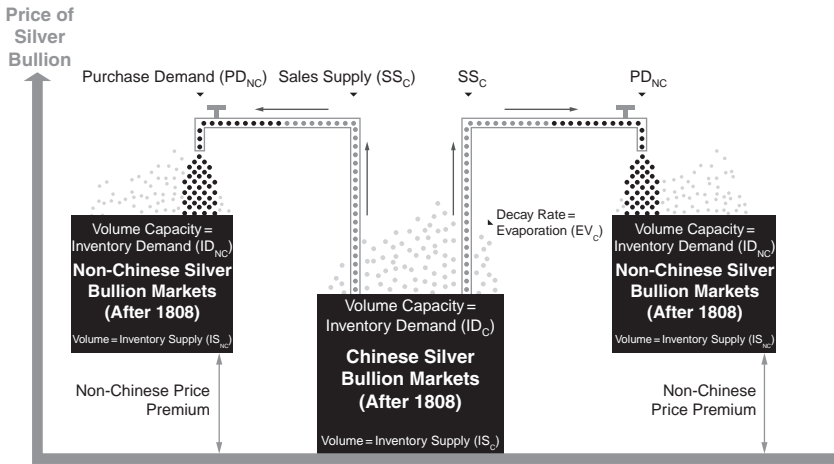 Price of
Silver
Bullion
Purchase Demand (PD_NC)
Sales Supply (SS_C)
SS_C
PD_NC
Decay Rate =
Evaporation (EV_C)
Volume Capacity =
Inventory Demand (ID_NC)
Non-Chinese Silver
Bullion Markets
(After 1808)
Volume = Inventory Supply (IS_NC)
Volume Capacity =
Inventory Demand (ID_C)
Chinese Silver
Bullion Markets
(After 1808)
Volume = Inventory Supply (IS_C)
Volume Capacity =
Inventory Demand (ID_NC)
Non-Chinese Silver
Bullion Markets
(After 1808)
Volume = Inventory Supply (IS_NC)
Non-Chinese Price
Premium
Non-Chinese
Price Premium